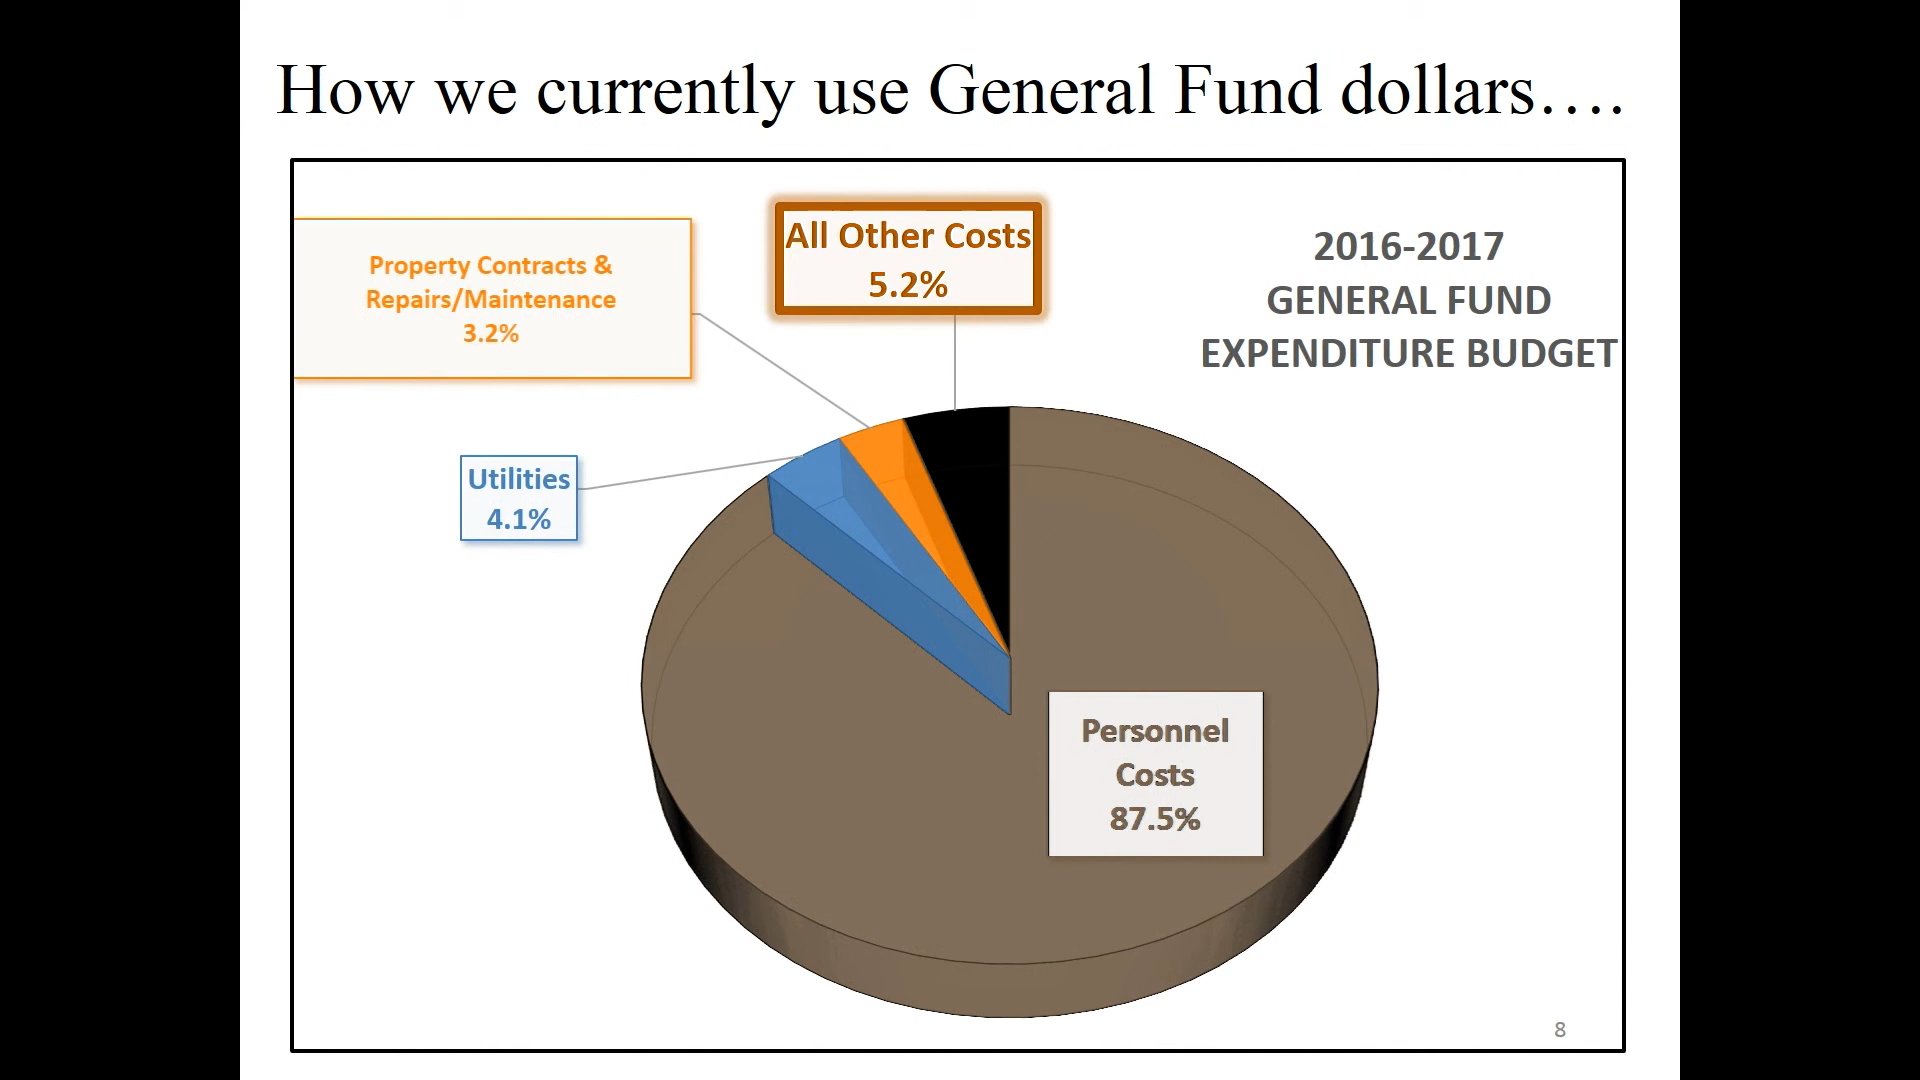 How we currently use General Fund dollars….
2016-2017
GENERAL FUND
EXPENDITURE BUDGET
All Other Costs
5.2%
Property Contracts &
Repairs/Maintenance
3.2%
Utilities
4.1%
Personnel
Costs
87.5%
8